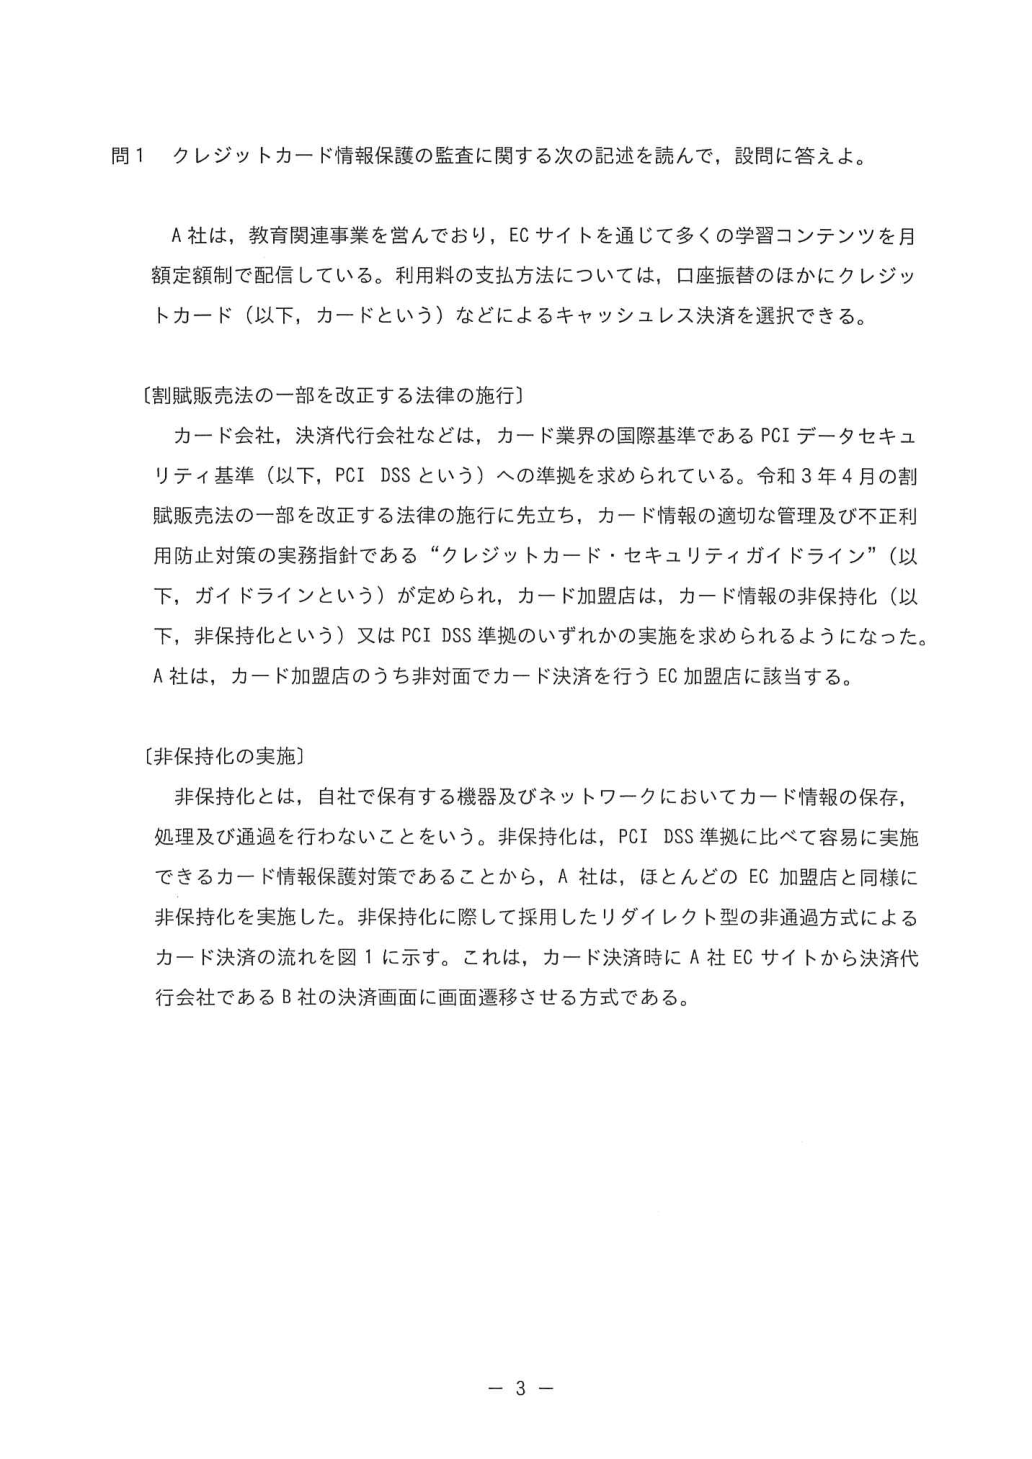 問1 クレジットカード情報保護の監査に関する次の記述を読んで，設問に答えよ。
A 社は，教育関連事業を営んでおり，EC サイトを通じて多くの学習コンテンツを月
額定額制で配信している。利用料の支払方法については，口座振替のほかにクレジッ
トカード（以下，カードという）などによるキャッシュレス決済を選択できる。
〔割賦販売法の一部を改正する法律の施行〕
カード会社，決済代行会社などは，カード業界の国際基準である PCI データセキュ
リティ基準（以下，PCI DSS という）への準拠を求められている。令和 3 年 4 月の割
賦販売法の一部を改正する法律の施行に先立ち，カード情報の適切な管理及び不正利
用防止対策の実務指針である “クレジットカード・セキュリティガイドライン”（以
下，ガイドラインという）が定められ，カード加盟店は，カード情報の非保持化（以
下，非保持化という）又は PCI DSS 準拠のいずれかの実施を求められるようになった。
A 社は，カード加盟店のうち非対面でカード決済を行う EC 加盟店に該当する。
〔非保持化の実施〕
非保持化とは，自社で保有する機器及びネットワークにおいてカード情報の保存，
処理及び通過を行わないことをいう。非保持化は，PCI DSS 準拠に比べて容易に実施
できるカード情報保護対策であることから，A 社は，ほとんどの EC 加盟店と同様に
非保持化を実施した。非保持化に際して採用したリダイレクト型の非通過方式による
カード決済の流れを図 1 に示す。これは，カード決済時に A 社 EC サイトから決済代
行会社である B 社の決済画面に画面遷移させる方式である。
－ 3 －